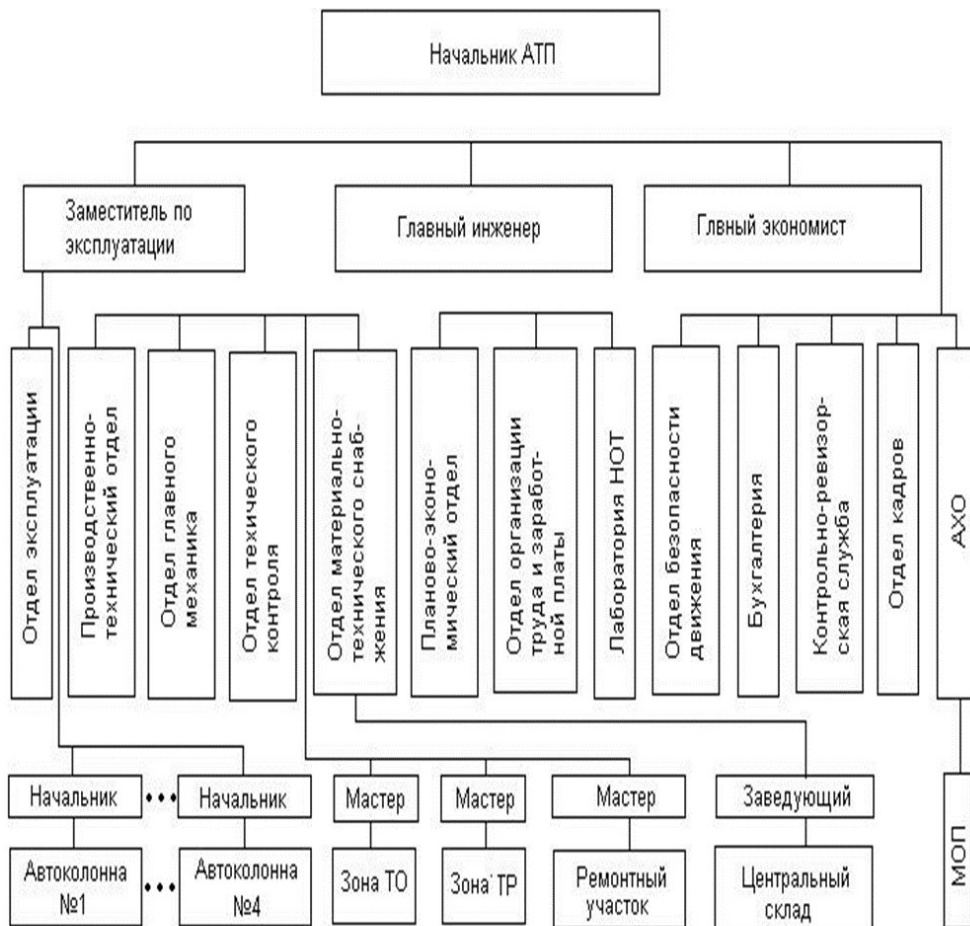 Начальник АТП
Заместитель по
эксплуатации
Главный инженер
Глвный экономист
Отдел эксплуатации
Производственно-
технический отдел
Отдел главного
механика
Отдел технического
контроля
Отдел материально-
технического снаб-
жения
Планово-эконо-
мический отдел
Отдел организации
труда и заработ-
ной платы
Лаборатория НОТ
Отдел безопасности
движения
Бухгалтерия
Контрольно-ревизор-
ская служба
Отдел кадров
АХО
Начальник
Начальник
Мастер
Мастер
Мастер
Заведующий
Автоколонна
№1
Автоколонна
№4
Зона ТО
Зона ТР
Ремонтный
участок
Центральный
склад
МОП